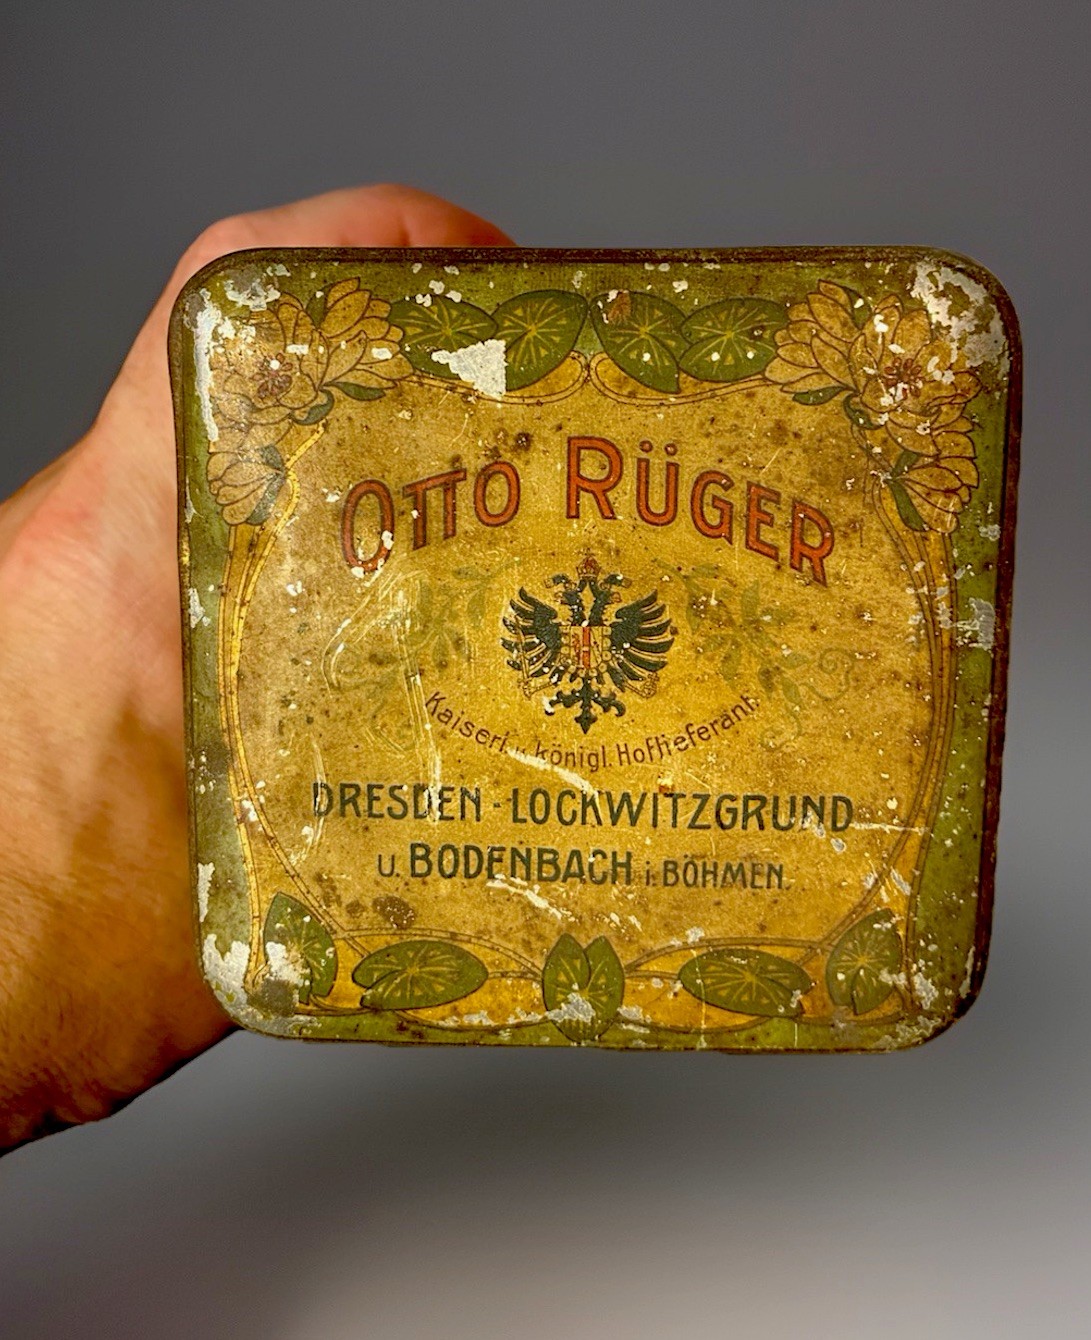 OTTO RÜGER
Kaiserl. u. königl. Hoflieferant.
DRESDEN - LOCKWITZGRUND
U. BODENBACH i. BÖHMEN.